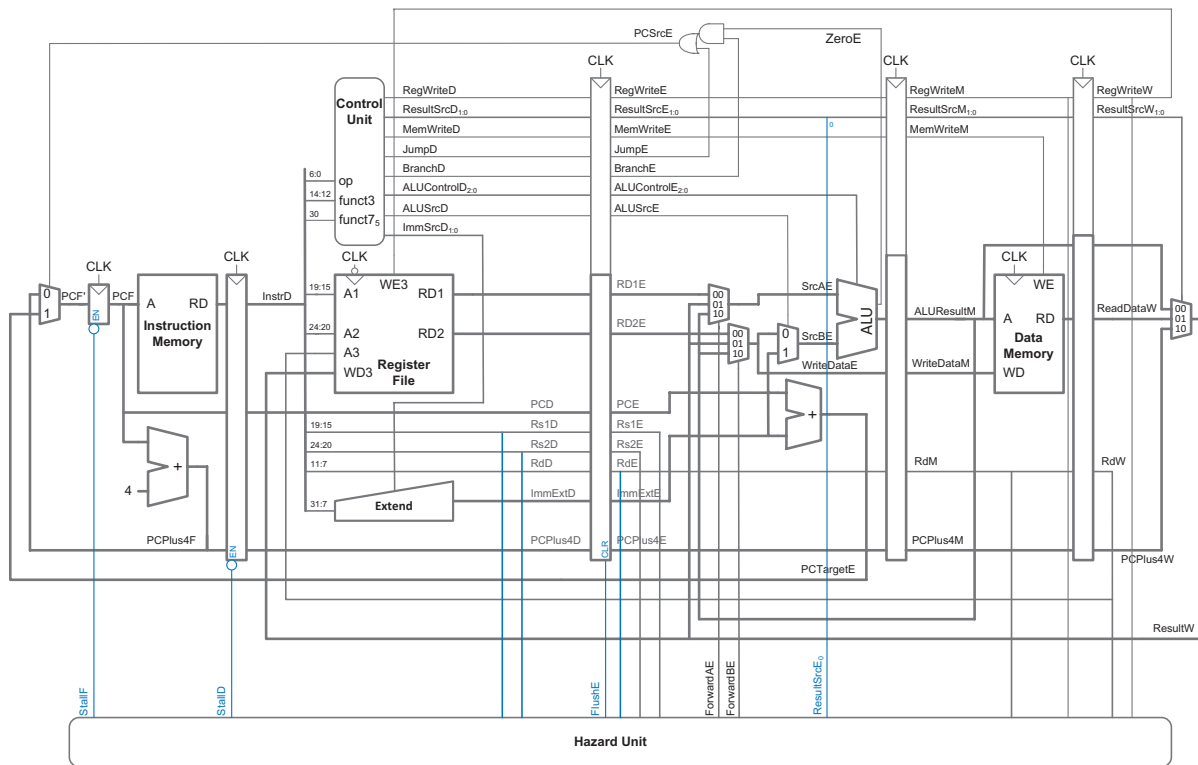 PCSrcE
ZeroE
CLK
CLK
CLK
Control
Unit
RegWriteD
RegWriteE
RegWriteM
RegWriteW
ResultSrcD1:0
ResultSrcE1:0
ResultSrcM1:0
ResultSrcW1:0
0
MemWriteD
MemWriteE
MemWriteM
JumpD
JumpE
6:0
op
BranchD
BranchE
14:12
funct3
ALUControlD2:0
ALUControlE2:0
30
funct75
ALUSrcD
ALUSrcE
ImmSrcD1:0
CLK
CLK
CLK
0
1
PCF'
EN
PCF
A
RD
Instruction
Memory
InstrD
19:15
A1
WE3
RD1
RD1E
24:20
A2
RD2
RD2E
A3
WD3
Register
File
00
01
10
00
01
10
0
1
SrcAE
SrcBE
ALU
WriteDataE
ALUResultM
WriteDataM
WE
A
RD
Data
Memory
WD
ReadDataW
00
01
10
PCD
PCE
+
19:15
Rs1D
Rs1E
24:20
Rs2D
Rs2E
11:7
RdD
RdE
RdM
RdW
+
4
31:7
Extend
ImmExtD
ImmExtE
PCPlus4F
EN
PCPlus4D
CLR
PCPlus4E
PCPlus4M
PCPlus4W
PCTargetE
ResultW
StallF
StallD
FlushE
ForwardAE
ForwardBE
ResultSrcE0
Hazard Unit